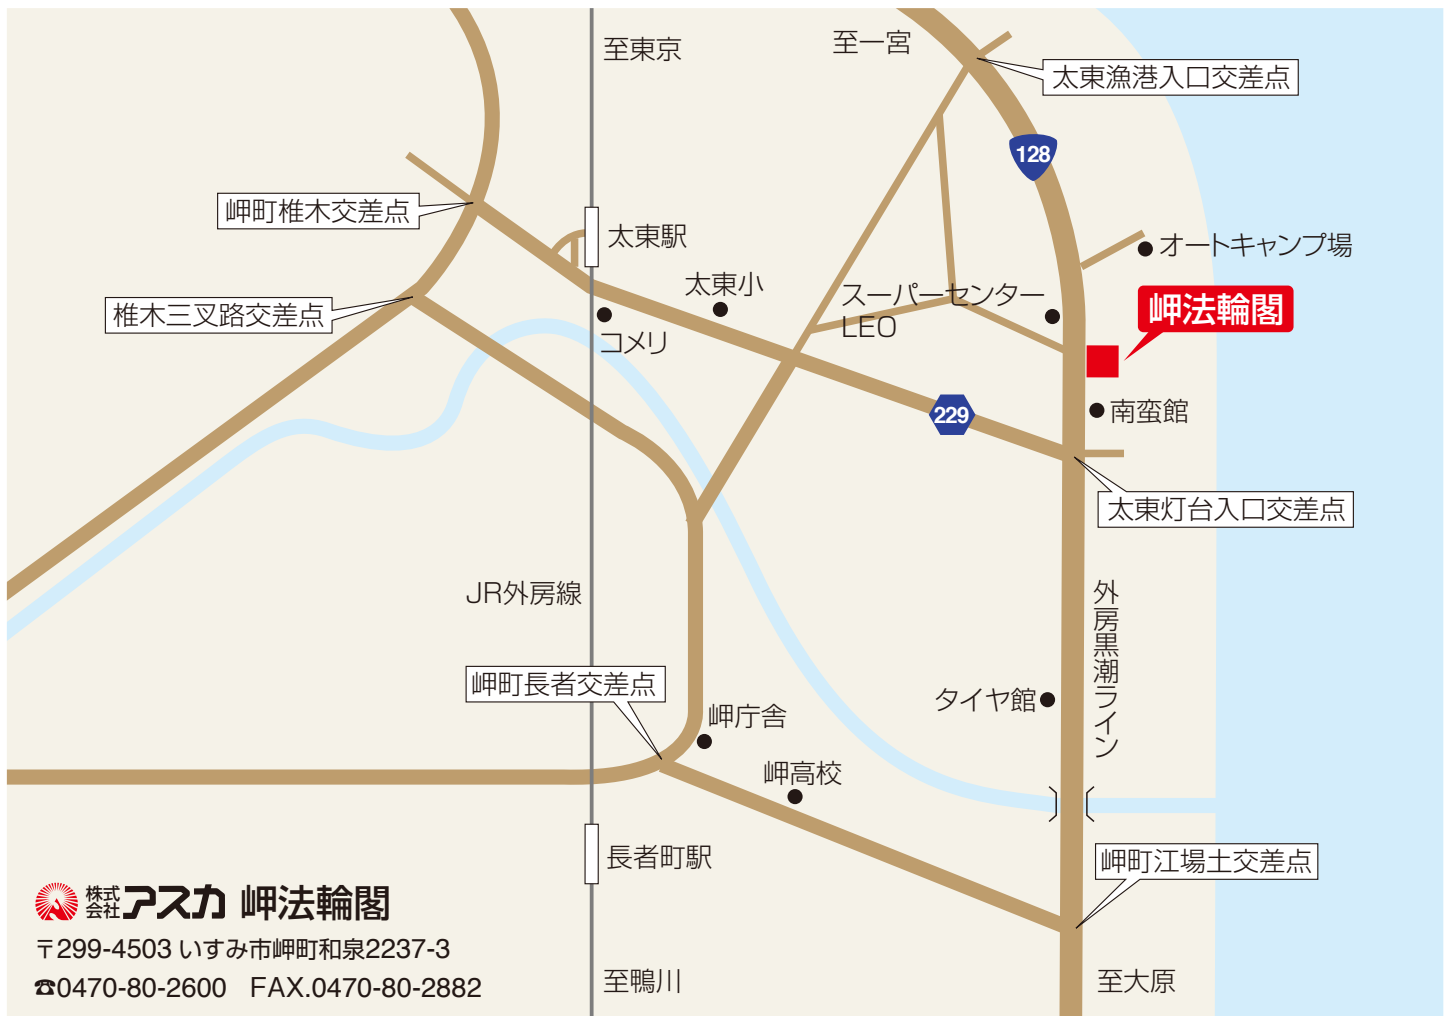 至東京
至一宮
太東漁港入口交差点
128
岬町椎木交差点
太東駅
オートキャンプ場
太東小
スーパーセンター
LEO
岬法輪閣
椎木三叉路交差点
コメリ
南蛮館
229
太東灯台入口交差点
JR外房線
外房黒潮ライン
岬町長者交差点
タイヤ館
岬庁舎
岬高校
長者町駅
岬町江場土交差点
株式会社アスカ 岬法輪閣
〒299-4503 いすみ市岬町和泉2237-3
☎0470-80-2600 FAX.0470-80-2882
至鴨川
至大原